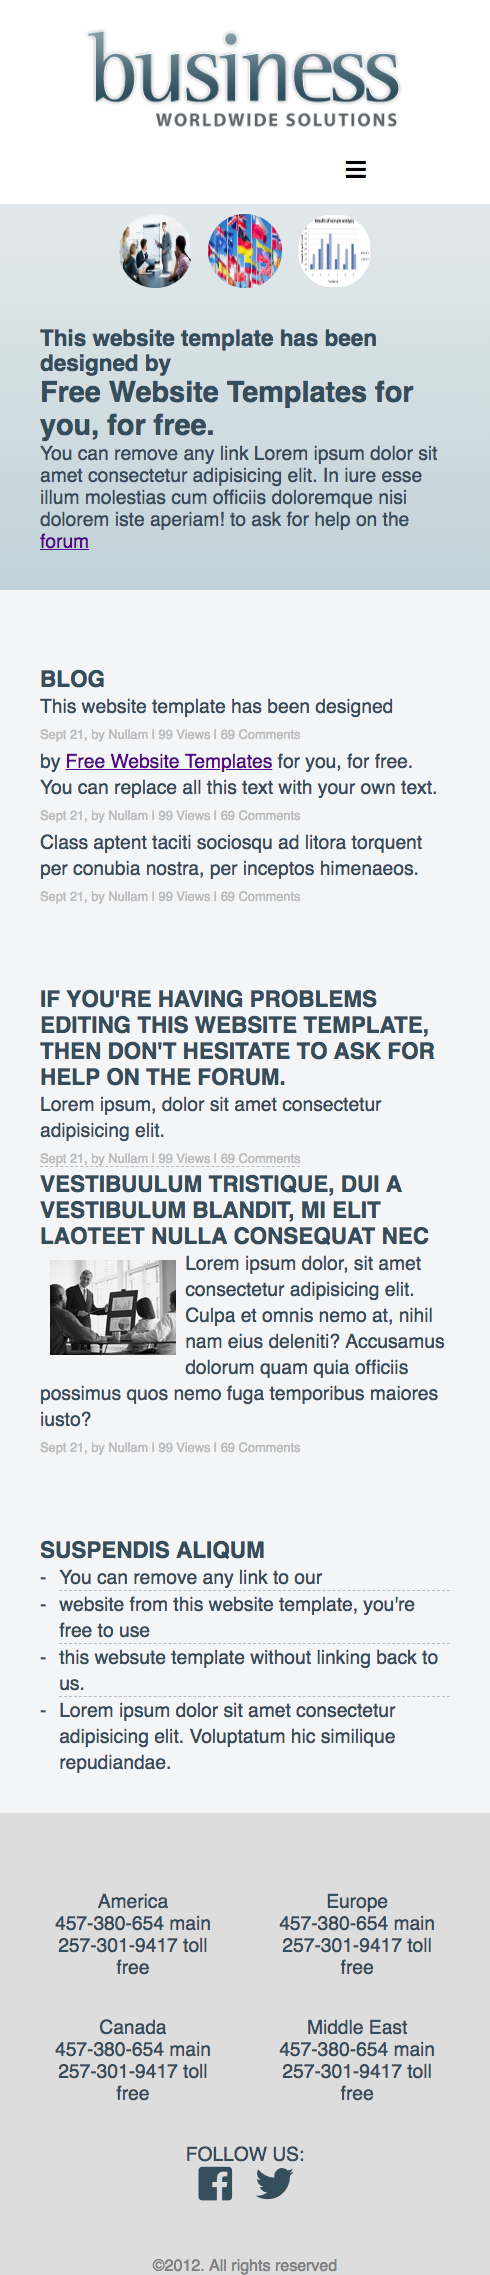 business
WORLDWIDE SOLUTIONS
Results of sample analysis
This website template has been
designed by
Free Website Templates for
you, for free.
You can remove any link Lorem ipsum dolor sit
amet consectetur adipisicing elit. In iure esse
illum molestias cum officiis doloremque nisi
dolorem iste aperiam! to ask for help on the
forum
BLOG
This website template has been designed
Sept 21, by Nullam l 99 Views l 69 Comments
by Free Website Templates for you, for free.
You can replace all this text with your own text.
Sept 21, by Nullam l 99 Views l 69 Comments
Class aptent taciti sociosqu ad litora torquent
per conubia nostra, per inceptos himenaeos.
Sept 21, by Nullam l 99 Views l 69 Comments
IF YOU'RE HAVING PROBLEMS
EDITING THIS WEBSITE TEMPLATE,
THEN DON'T HESITATE TO ASK FOR
HELP ON THE FORUM.
Lorem ipsum, dolor sit amet consectetur
adipisicing elit.
Sept 21, by Nullam l 99 Views l 69 Comments
VESTIBUULUM TRISTIQUE, DUI A
VESTIBULUM BLANDIT, MI ELIT
LAOTEET NULLA CONSEQUAT NEC
Lorem ipsum dolor, sit amet
consectetur adipisicing elit.
Culpa et omnis nemo at, nihil
nam eius deleniti? Accusamus
dolorum quam quia officiis
possimus quos nemo fuga temporibus maiores
iusto?
Sept 21, by Nullam l 99 Views l 69 Comments
SUSPENDIS ALIQUM
- You can remove any link to our
- website from this website template, you're
free to use
- this websute template without linking back to
us.
- Lorem ipsum dolor sit amet consectetur
adipisicing elit. Voluptatum hic similique
repudiandae.
America
457-380-654 main
257-301-9417 toll
free
Europe
457-380-654 main
257-301-9417 toll
free
Canada
457-380-654 main
257-301-9417 toll
free
Middle East
457-380-654 main
257-301-9417 toll
free
FOLLOW US:
©2012. All rights reserved